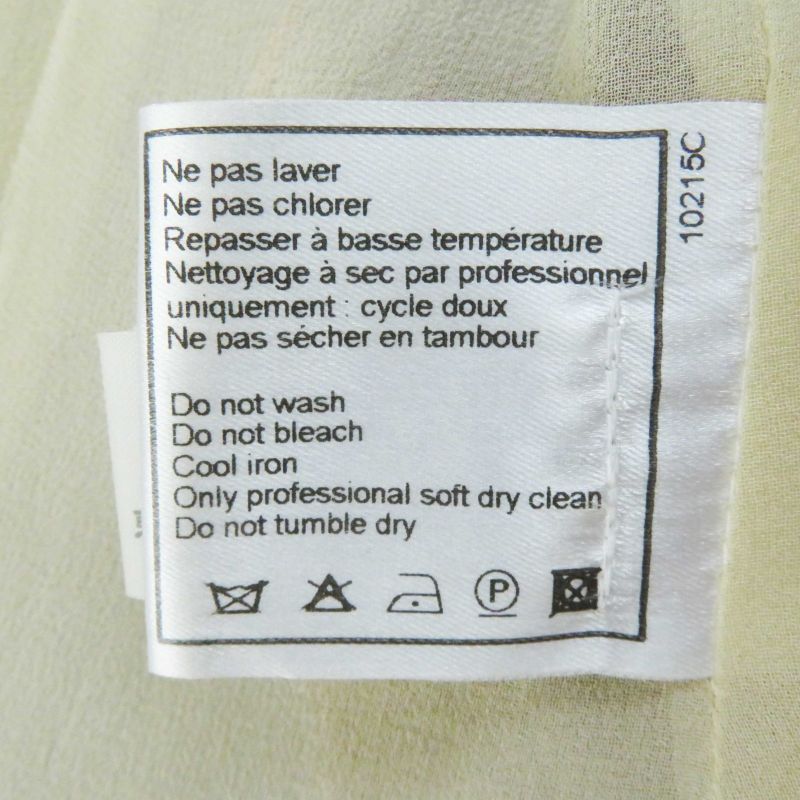 Ne pas laver
Ne pas chlorer
Repasser à basse température
Nettoyage à sec par professionnel
uniquement : cycle doux
Ne pas sécher en tambour
Do not wash
Do not bleach
Cool iron
Only professional soft dry clean
Do not tumble dry
P
10215C